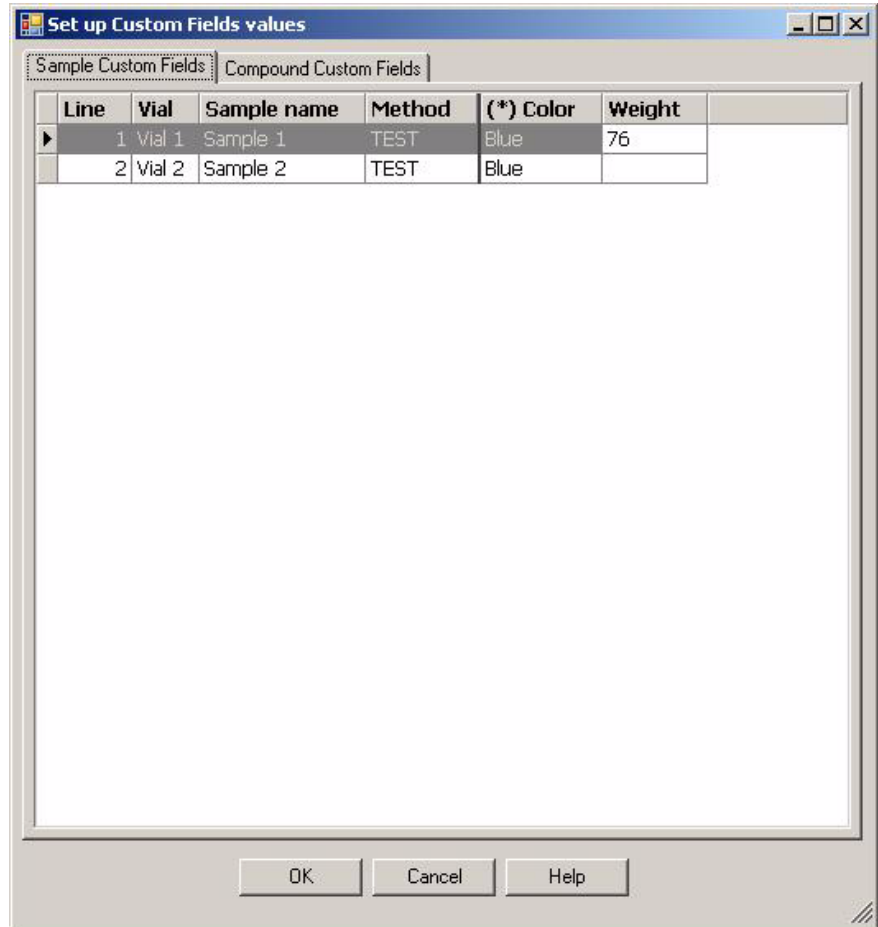 Set up Custom Fields values
Sample Custom Fields Compound Custom Fields
Line Vial Sample name Method (*) Color Weight
1 Vial 1 Sample 1 TEST Blue 76
2 Vial 2 Sample 2 TEST Blue
OK Cancel Help